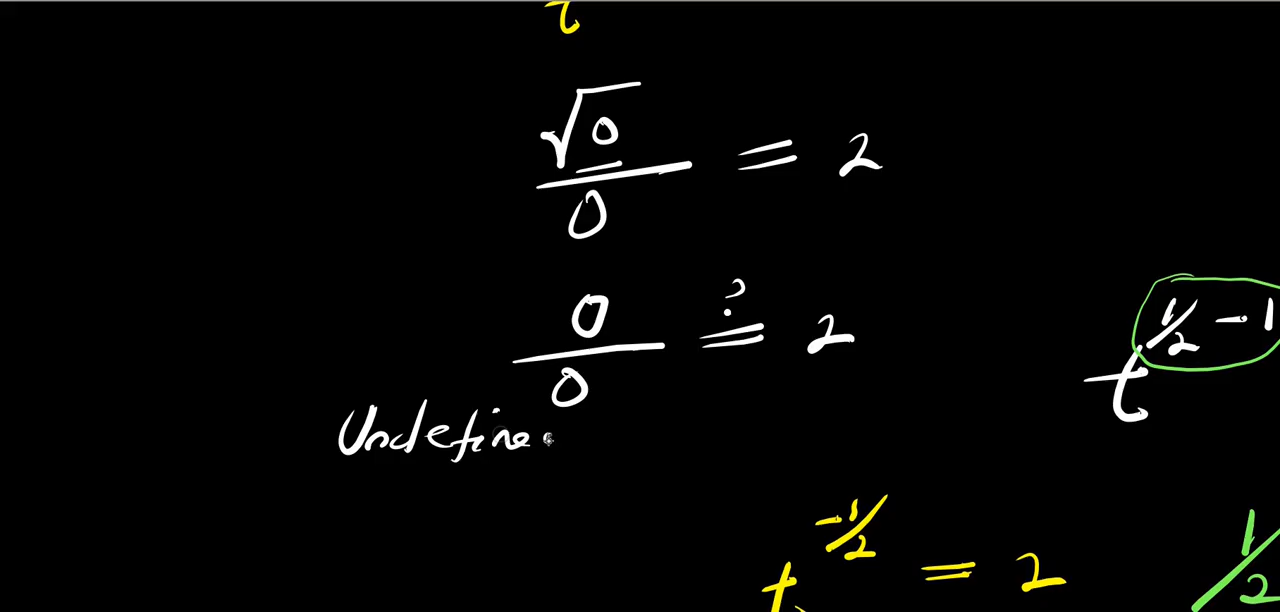 t
√0/0 = 2
0/0 ≟ 2
t^(1/2 - 1)
Undefine
t^(-1/2) = 2
1/2